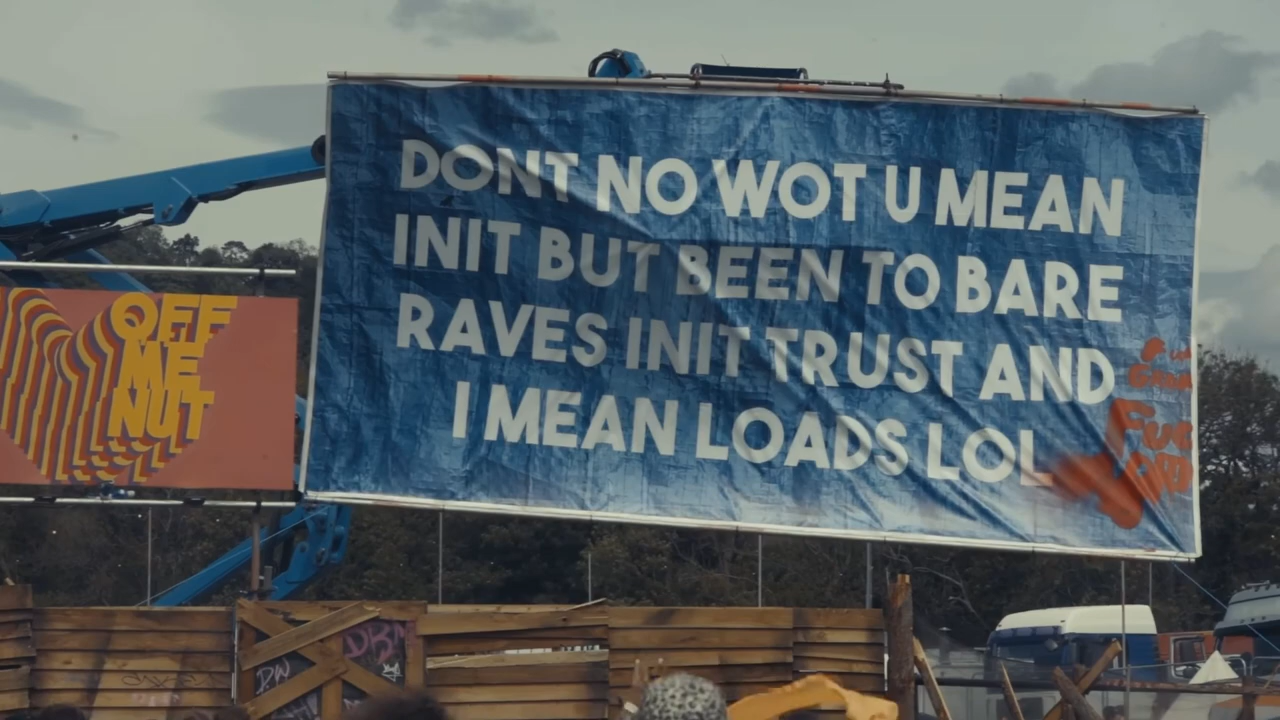 DONT NO WOT U MEAN
INIT BUT BEEN TO BARE
RAVES INIT TRUST AND
I MEAN LOADS LOL
OFF
ME
NUT
DBN